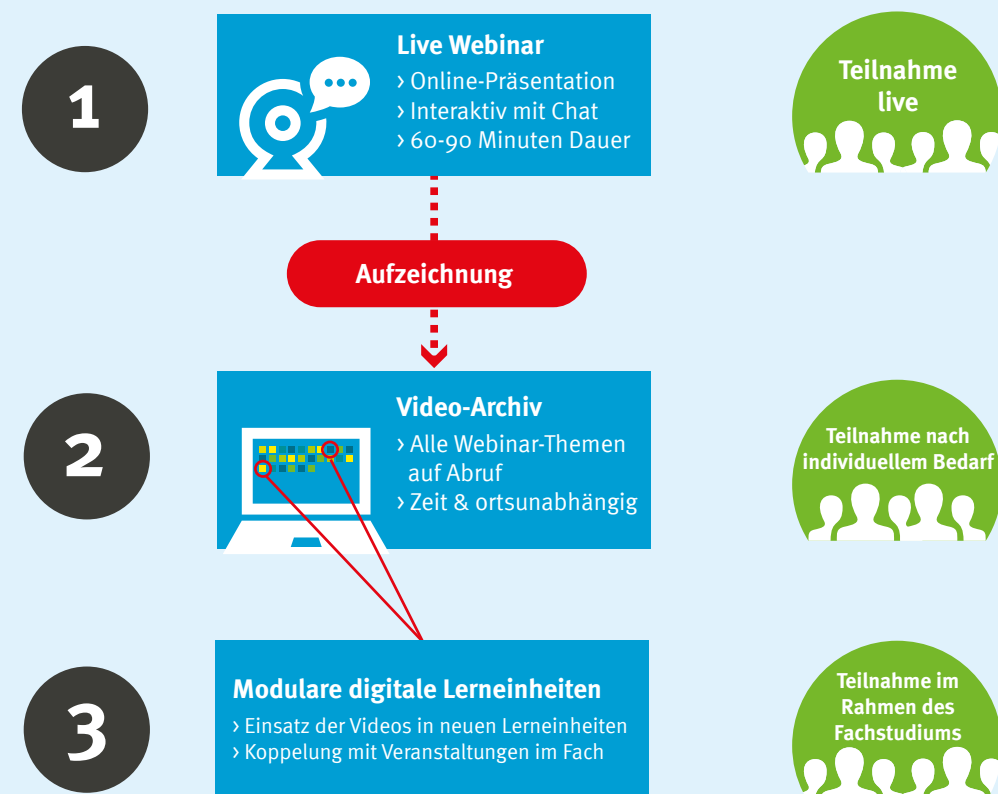 1
Live Webinar
› Online-Präsentation
› Interaktiv mit Chat
› 60-90 Minuten Dauer
Teilnahme
live
Aufzeichnung
2
Video-Archiv
› Alle Webinar-Themen
auf Abruf
› Zeit & ortsunabhängig
Teilnahme nach
individuellem Bedarf
3
Modulare digitale Lerneinheiten
› Einsatz der Videos in neuen Lerneinheiten
› Koppelung mit Veranstaltungen im Fach
Teilnahme im
Rahmen des
Fachstudiums